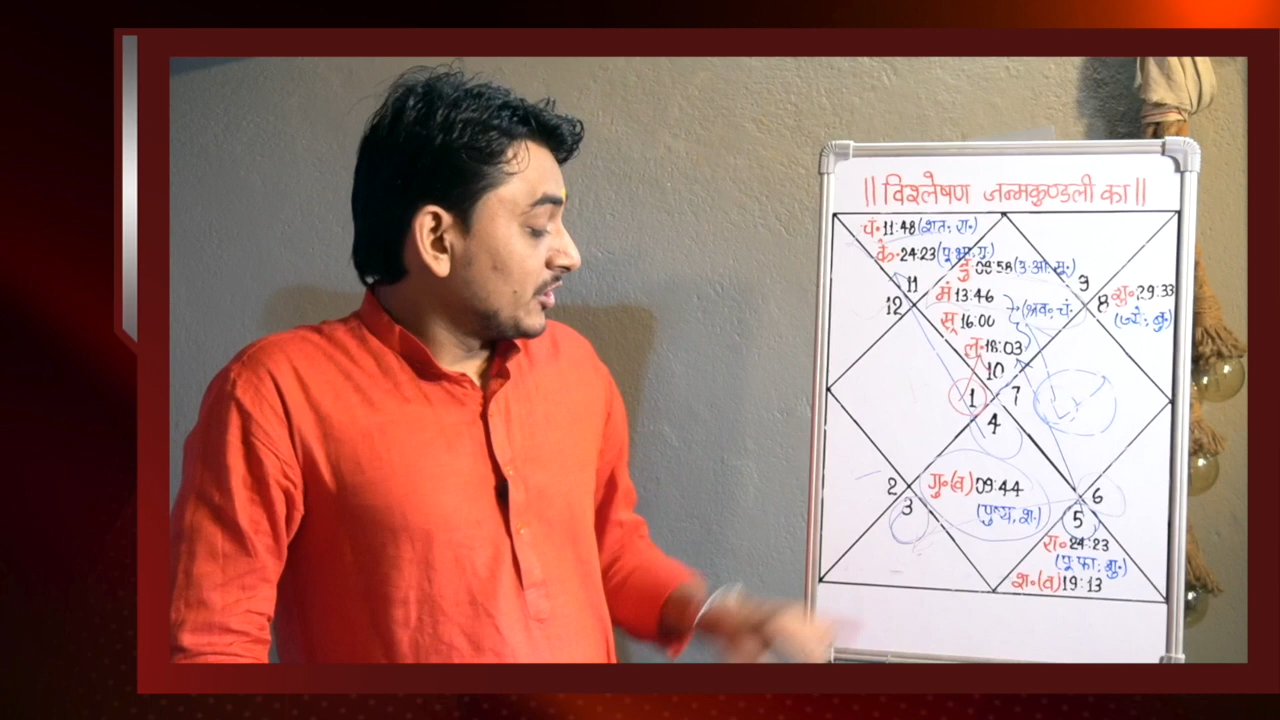 || विश्लेषण जन्मकुण्डली का ||
चं॰ 11:48 (शत; रा॰)
के॰ 24:23 (पू.भा.गु॰)
बु 08:58 (उ.आ.सू॰)
मं 13:46
(श्रव॰ चं॰
सू 16:00
ल॰ 18:03
11
12
10
9
8
शु॰ 29:33
(ज्ये; बु॰)
1
7
4
2
3
गु॰(व) 09:44
(पुष्य, श॰)
6
5
रा॰ 24:23
(पू.फा; शु॰)
श॰(व) 19:13